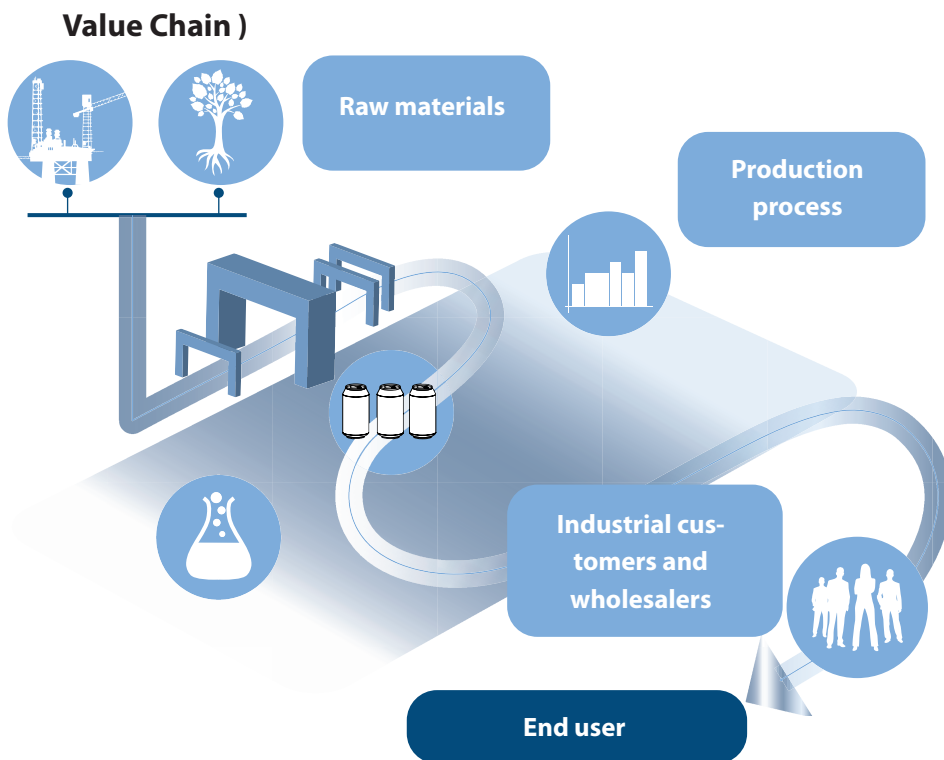 Value Chain )
Raw materials
Production
process
Industrial cus-
tomers and
wholesalers
End user